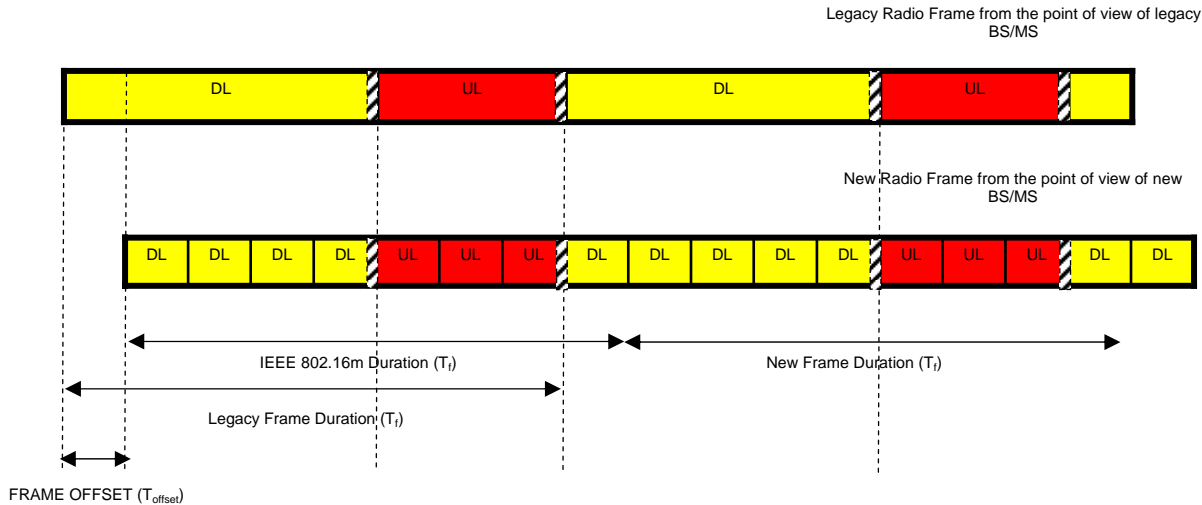 Legacy Radio Frame from the point of view of legacy
BS/MS
DL UL DL UL
New Radio Frame from the point of view of new
BS/MS
DL DL DL DL UL UL UL DL DL DL DL DL UL UL UL DL DL
IEEE 802.16m Duration (Tf) New Frame Duration (Tf)
Legacy Frame Duration (Tf)
FRAME OFFSET (Toffset)